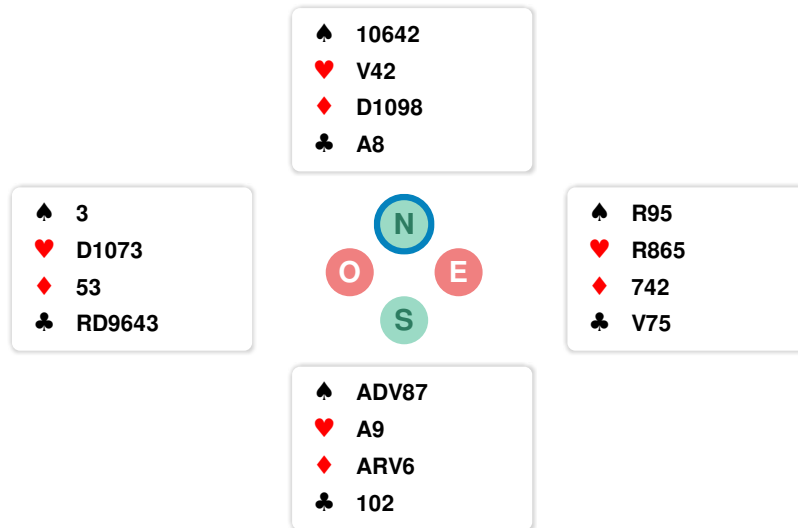 ♠ 10642
♥ V42
♦ D1098
♣ A8
♠ 3
♥ D1073
♦ 53
♣ RD9643
N
O E
S
♠ R95
♥ R865
♦ 742
♣ V75
♠ ADV87
♥ A9
♦ ARV6
♣ 102